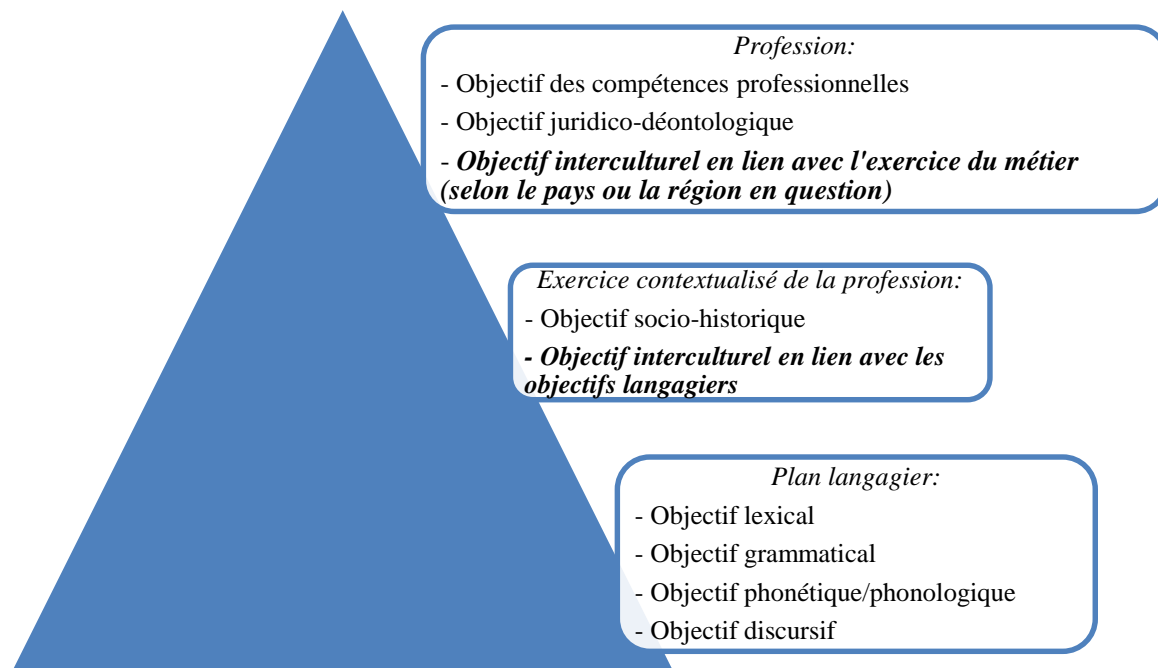 Profession:
- Objectif des compétences professionnelles
- Objectif juridico-déontologique
- Objectif interculturel en lien avec l'exercice du métier
(selon le pays ou la région en question)
Exercice contextualisé de la profession:
- Objectif socio-historique
- Objectif interculturel en lien avec les
objectifs langagiers
Plan langagier:
- Objectif lexical
- Objectif grammatical
- Objectif phonétique/phonologique
- Objectif discursif